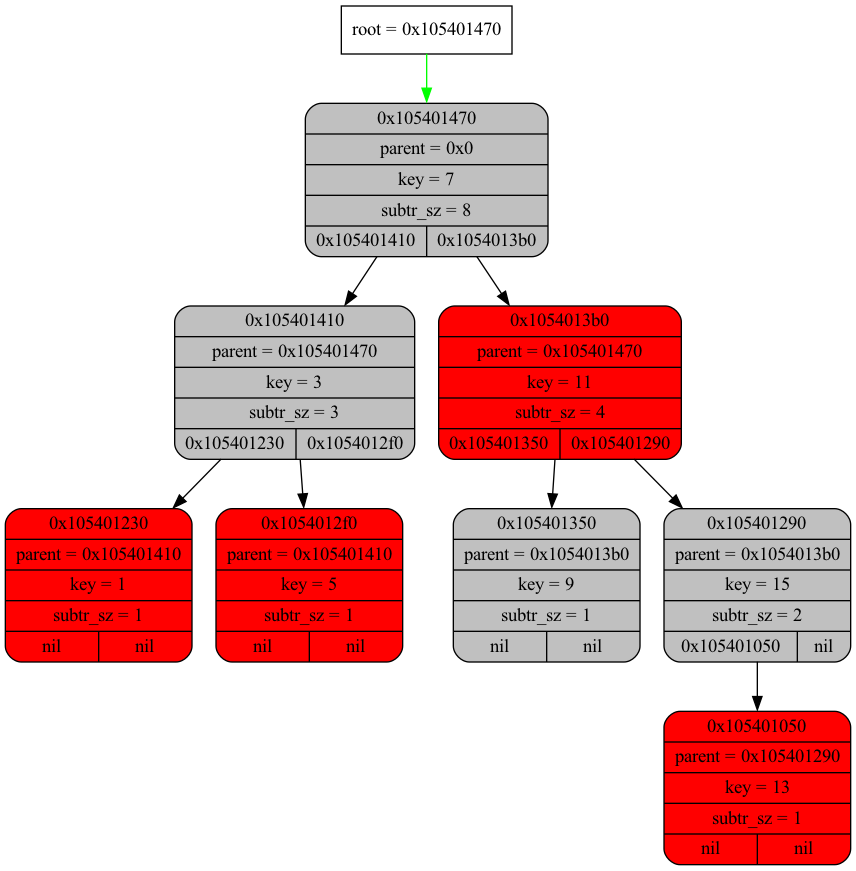 root = 0x105401470
0x105401470
parent = 0x0
key = 7
subtr_sz = 8
0x105401410 0x1054013b0
0x105401410
parent = 0x105401470
key = 3
subtr_sz = 3
0x105401230 0x1054012f0
0x1054013b0
parent = 0x105401470
key = 11
subtr_sz = 4
0x105401350 0x105401290
0x105401230
parent = 0x105401410
key = 1
subtr_sz = 1
nil nil
0x1054012f0
parent = 0x105401410
key = 5
subtr_sz = 1
nil nil
0x105401350
parent = 0x1054013b0
key = 9
subtr_sz = 1
nil nil
0x105401290
parent = 0x1054013b0
key = 15
subtr_sz = 2
0x105401050 nil
0x105401050
parent = 0x105401290
key = 13
subtr_sz = 1
nil nil